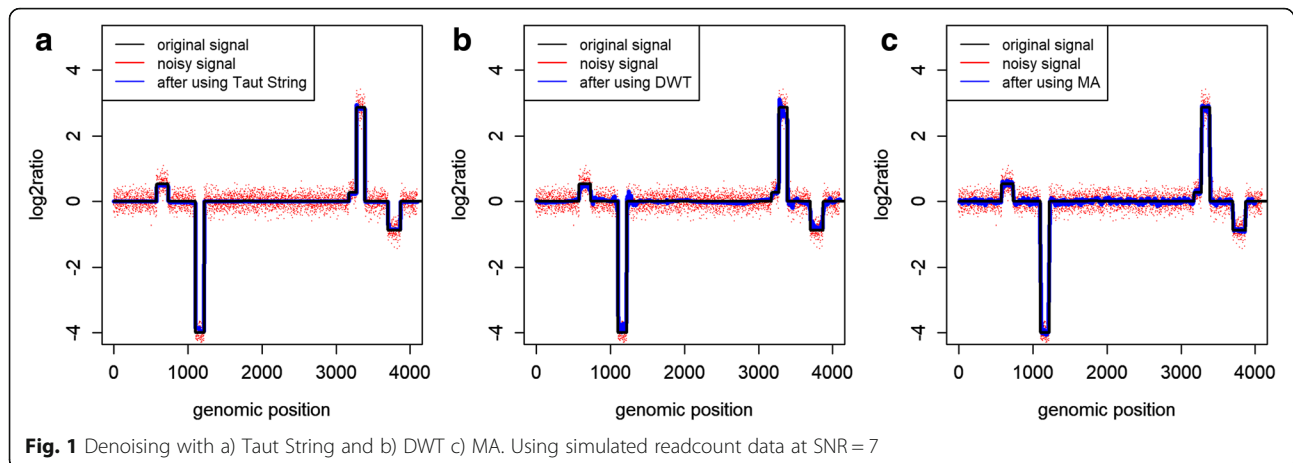 a
original signal
noisy signal
after using Taut String
log2ratio
4
2
0
-2
-4
0 1000 2000 3000 4000
genomic position
b
original signal
noisy signal
after using DWT
log2ratio
4
2
0
-2
-4
0 1000 2000 3000 4000
genomic position
c
original signal
noisy signal
after using MA
log2ratio
4
2
0
-2
-4
0 1000 2000 3000 4000
genomic position
Fig. 1 Denoising with a) Taut String and b) DWT c) MA. Using simulated readcount data at SNR = 7